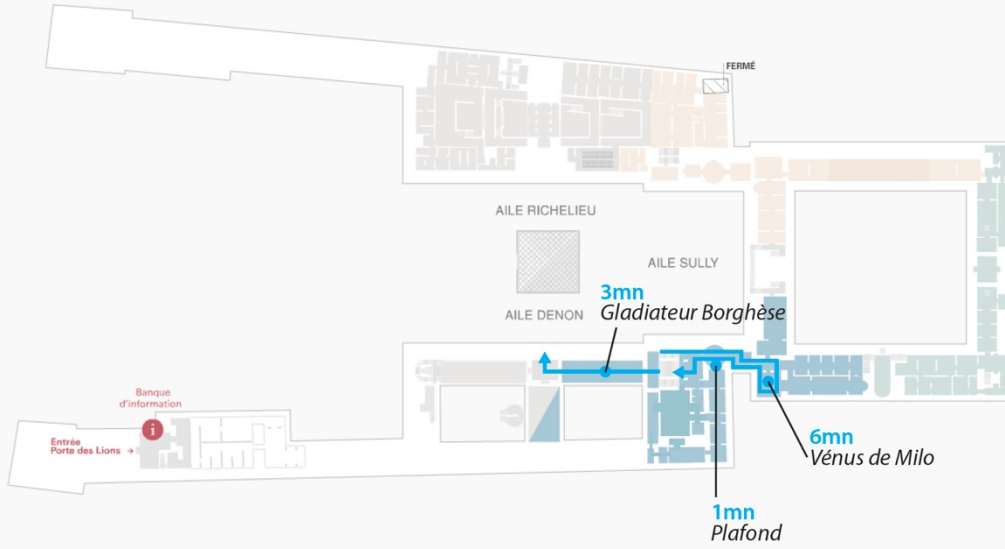 FERMÉ
AILE RICHELIEU
AILE SULLY
3mn
Gladiateur Borghèse
AILE DENON
Banque
d'information
i
Entrée
Porte des Lions
6mn
Vénus de Milo
1mn
Plafond